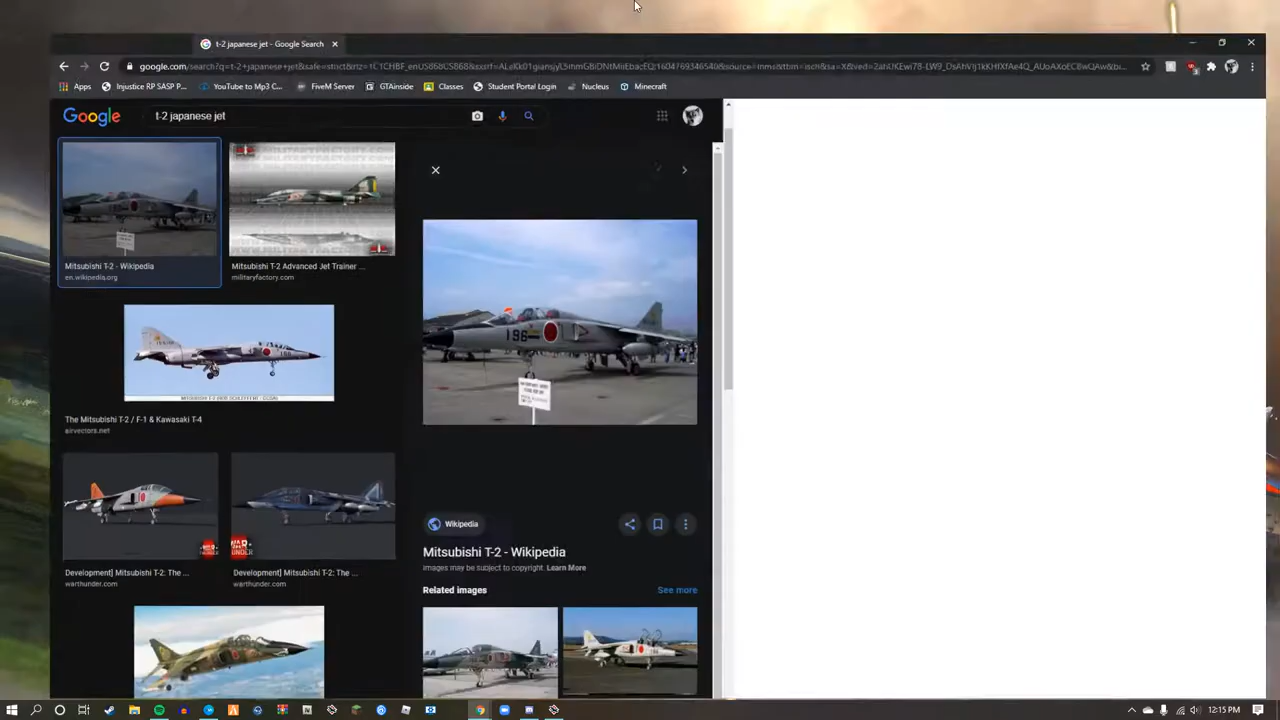 t-2 japanese jet - Google Search
Apps
Injustice RP SASP P...
YouTube to Mp3 C...
FiveM Server
GTAinside
Classes
Student Portal Login
Nucleus
Minecraft
Google
t-2 japanese jet
Mitsubishi T-2 - Wikipedia
en.wikipedia.org
Mitsubishi T-2 Advanced Jet Trainer ...
militaryfactory.com
196
The Mitsubishi T-2 / F-1 & Kawasaki T-4
airvectors.net
Wikipedia
Mitsubishi T-2 - Wikipedia
Images may be subject to copyright. Learn More
Development] Mitsubishi T-2: The ...
warthunder.com
Development] Mitsubishi T-2: The ...
warthunder.com
Related images
See more
12:15 PM